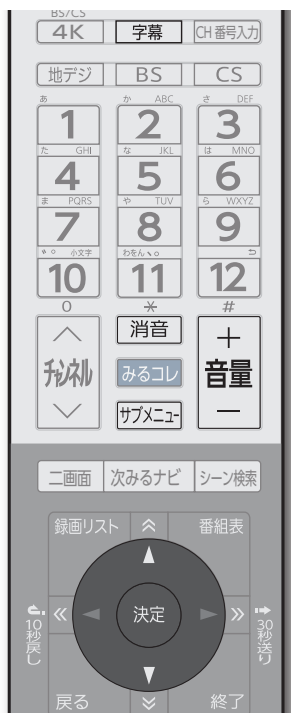 BS/CS
4K 字幕 CH 番号入力
地デジ BS CS
あ か ABC さ DEF
1 2 3
た GHI な JKL は MNO
4 5 6
ま PQRS や TUV ら WXYZ
7 8 9
゛゜ 小文字 わをん、。
10 11 12
0 * #
消音 +
チャンネル みるコレ 音量
サブメニュー −
二画面 次みるナビ シーン検索
録画リスト 番組表
10秒戻し 決定 30秒送り
戻る 終了